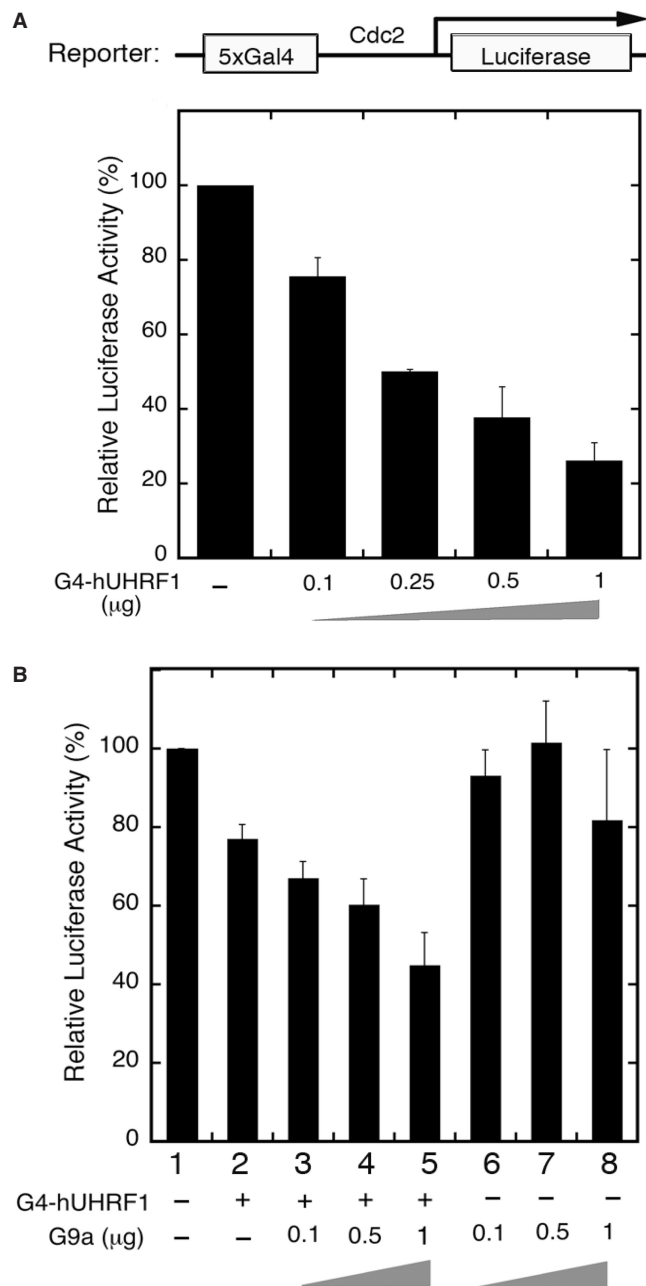 A
Reporter: 5xGal4 Cdc2 Luciferase
Relative Luciferase Activity (%)
100
80
60
40
20
0
G4-hUHRF1 (μg) – 0.1 0.25 0.5 1
B
Relative Luciferase Activity (%)
100
80
60
40
20
0
1 2 3 4 5 6 7 8
G4-hUHRF1 – + + + + – – –
G9a (μg) – – 0.1 0.5 1 0.1 0.5 1